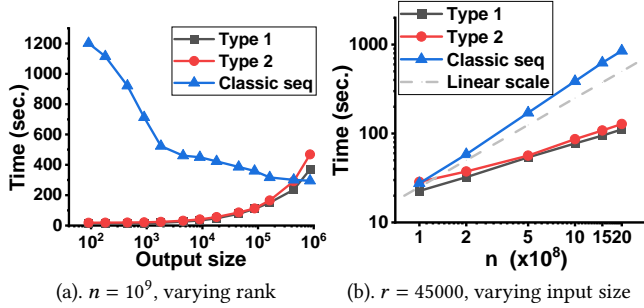 Time (sec.)
1200
1000
800
600
400
200
0
Type 1
Type 2
Classic seq
10² 10³ 10⁴ 10⁵ 10⁶
Output size
(a). n = 10⁹, varying rank
Time (sec.)
1000
100
10
Type 1
Type 2
Classic seq
Linear scale
1 2 5 10 1520
n (x10⁸)
(b). r = 45000, varying input size